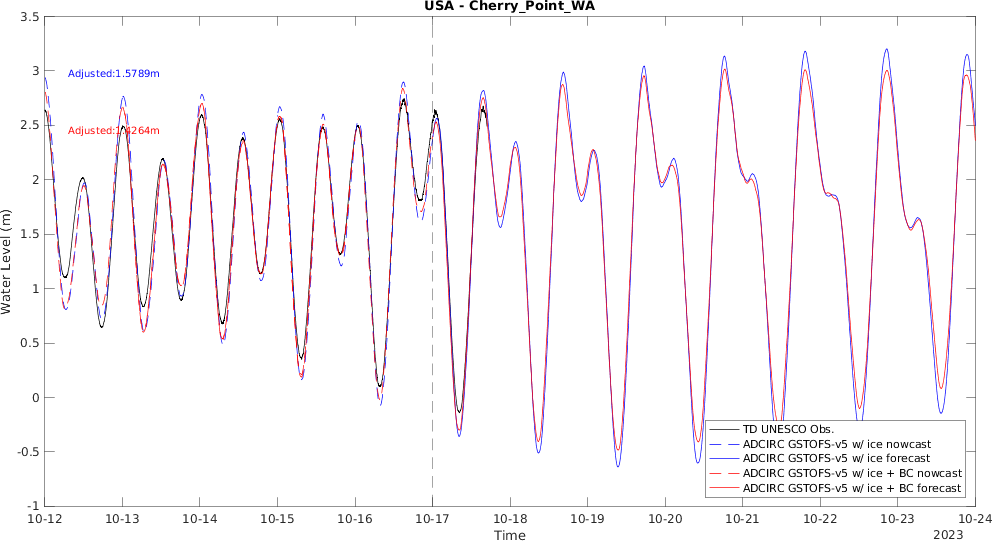 USA - Cherry_Point_WA
3.5
3
2.5
2
1.5
1
0.5
0
-0.5
-1
Water Level (m)
Adjusted:1.5789m
Adjusted:1.4264m
TD UNESCO Obs.
ADCIRC GSTOFS-v5 w/ ice nowcast
ADCIRC GSTOFS-v5 w/ ice forecast
ADCIRC GSTOFS-v5 w/ ice + BC nowcast
ADCIRC GSTOFS-v5 w/ ice + BC forecast
10-12 10-13 10-14 10-15 10-16 10-17 10-18 10-19 10-20 10-21 10-22 10-23 10-24
Time
2023